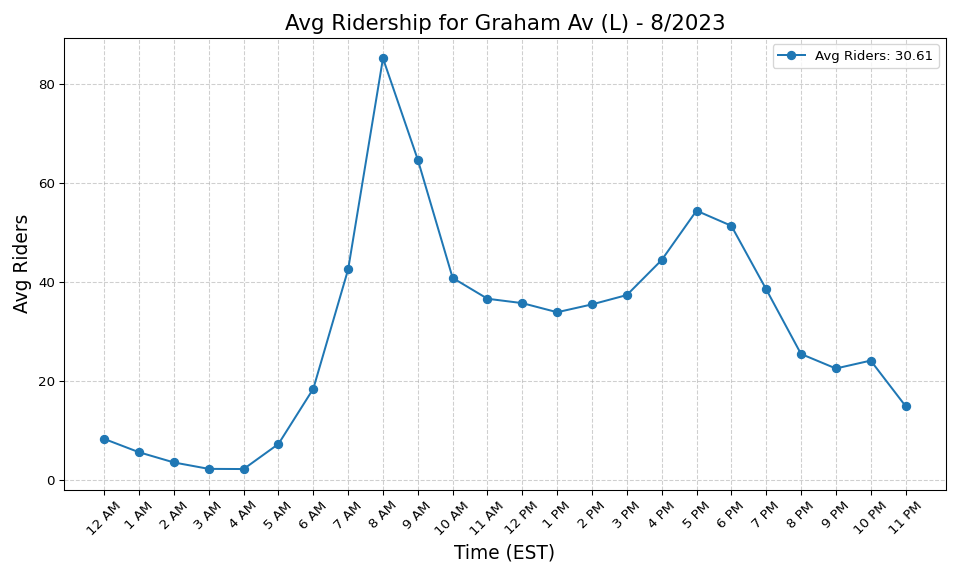 Avg Ridership for Graham Av (L) - 8/2023
Avg Riders: 30.61
Avg Riders
80
60
40
20
0
12 AM
1 AM
2 AM
3 AM
4 AM
5 AM
6 AM
7 AM
8 AM
9 AM
10 AM
11 AM
12 PM
1 PM
2 PM
3 PM
4 PM
5 PM
6 PM
7 PM
8 PM
9 PM
10 PM
11 PM
Time (EST)